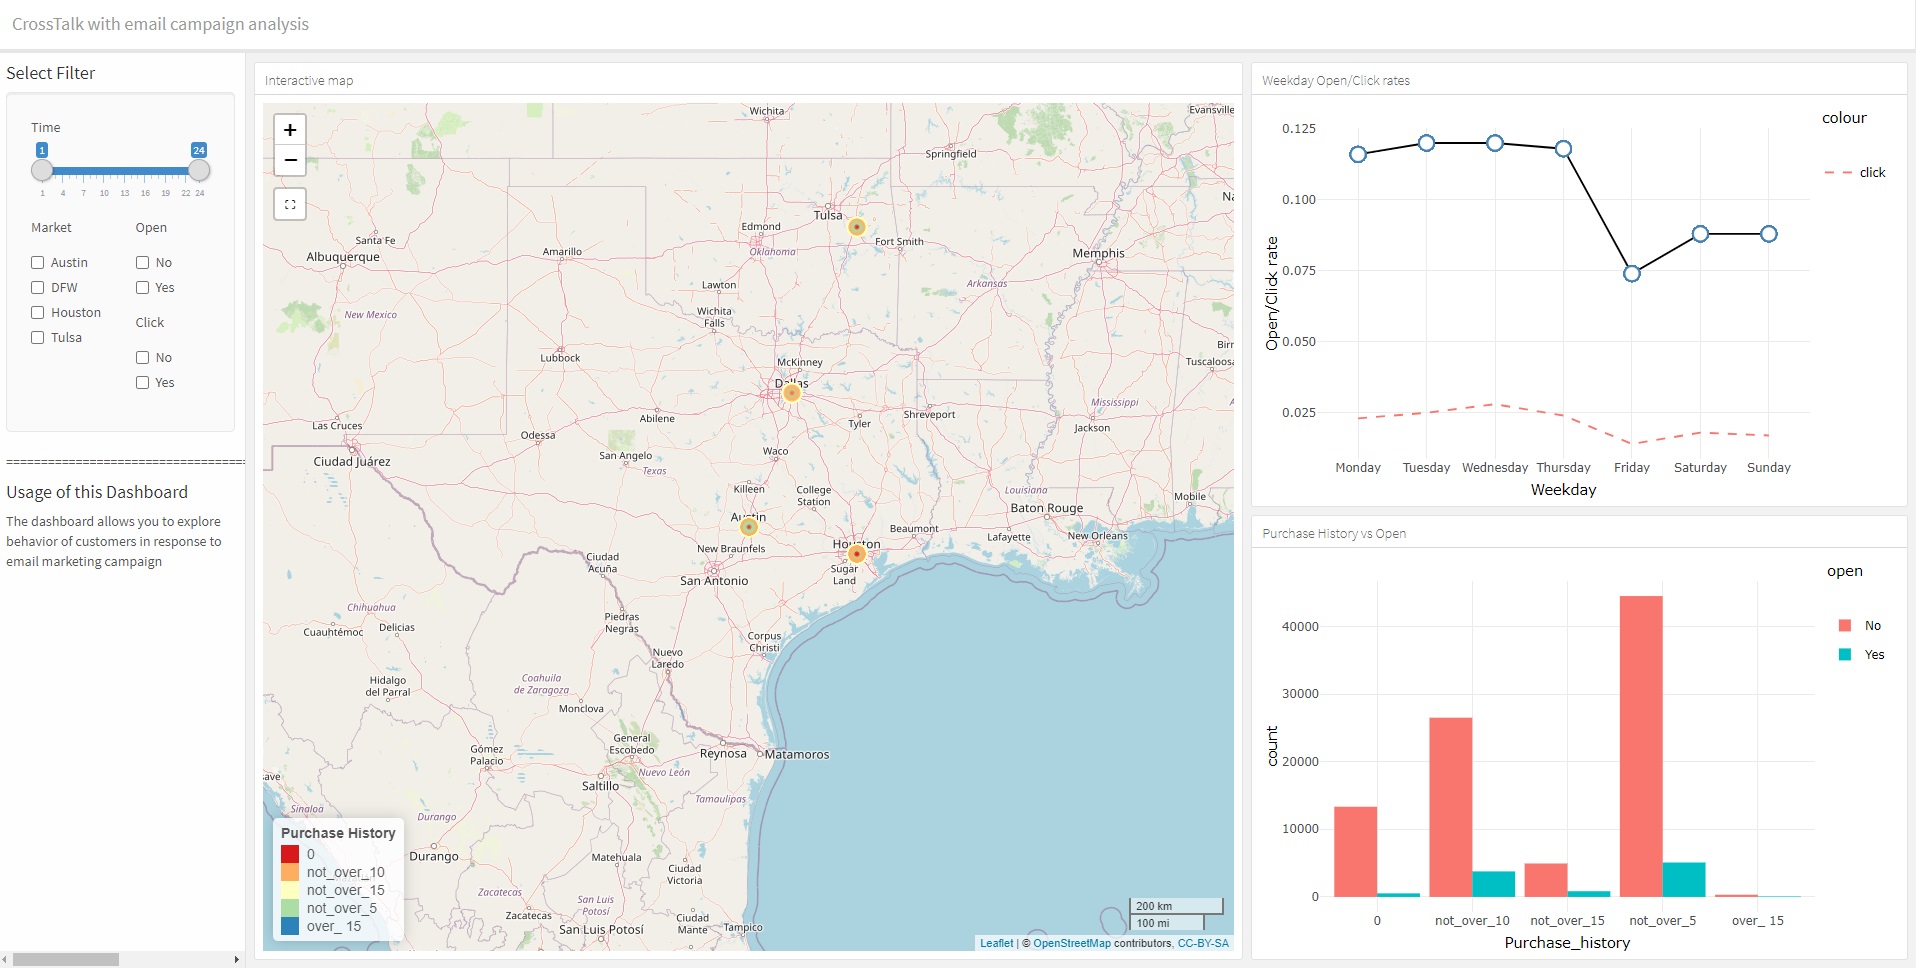 CrossTalk with email campaign analysis
Select Filter
Time
1
24
1 4 7 10 13 16 19 22 24
Market
Austin
DFW
Houston
Tulsa
Open
No
Yes
Click
No
Yes
==================================
Usage of this Dashboard
The dashboard allows you to explore
behavior of customers in response to
email marketing campaign
Interactive map
+
−
Wichita
Evansville
Springfield
Tulsa
Edmond
Oklahoma
Fort Smith
Santa Fe
Albuquerque
Amarillo
Memphis
Lawton
Arkansas
New Mexico
Wichita
Falls
Lubbock
McKinney
Dallas
Tuscaloosa
Mississippi
Abilene
Shreveport
Tyler
Las Cruces
Odessa
Jackson
Ciudad Juárez
San Angelo
Texas
Waco
Killeen
College
Station
Louisiana
Mobile
Austin
Baton Rouge
Beaumont
Lafayette
New Orleans
New Braunfels
Houston
Sugar
Land
San Antonio
Ciudad
Acuña
Chihuahua
Cuauhtémoc
Delicias
Piedras
Negras
Corpus
Christi
Nuevo
Laredo
Hidalgo
del Parral
Coahuila
de Zaragoza
Monclova
General
Escobedo
Reynosa
Matamoros
Gómez
Palacio
Nuevo León
Saltillo
Sinaloa
Durango
Tamaulipas
Durango
Matehuala
Ciudad
Victoria
Zacatecas
San Luis
Potosí
Zacatecas
San Luis Potosí
Ciudad
Mante
Tampico
Purchase History
0
not_over_10
not_over_15
not_over_5
over_ 15
200 km
100 mi
Leaflet | © OpenStreetMap contributors, CC-BY-SA
Weekday Open/Click rates
colour
click
0.125
0.100
0.075
0.050
0.025
Open/Click rate
Monday Tuesday Wednesday Thursday Friday Saturday Sunday
Weekday
Purchase History vs Open
open
No
Yes
40000
30000
20000
10000
0
count
0 not_over_10 not_over_15 not_over_5 over_ 15
Purchase_history